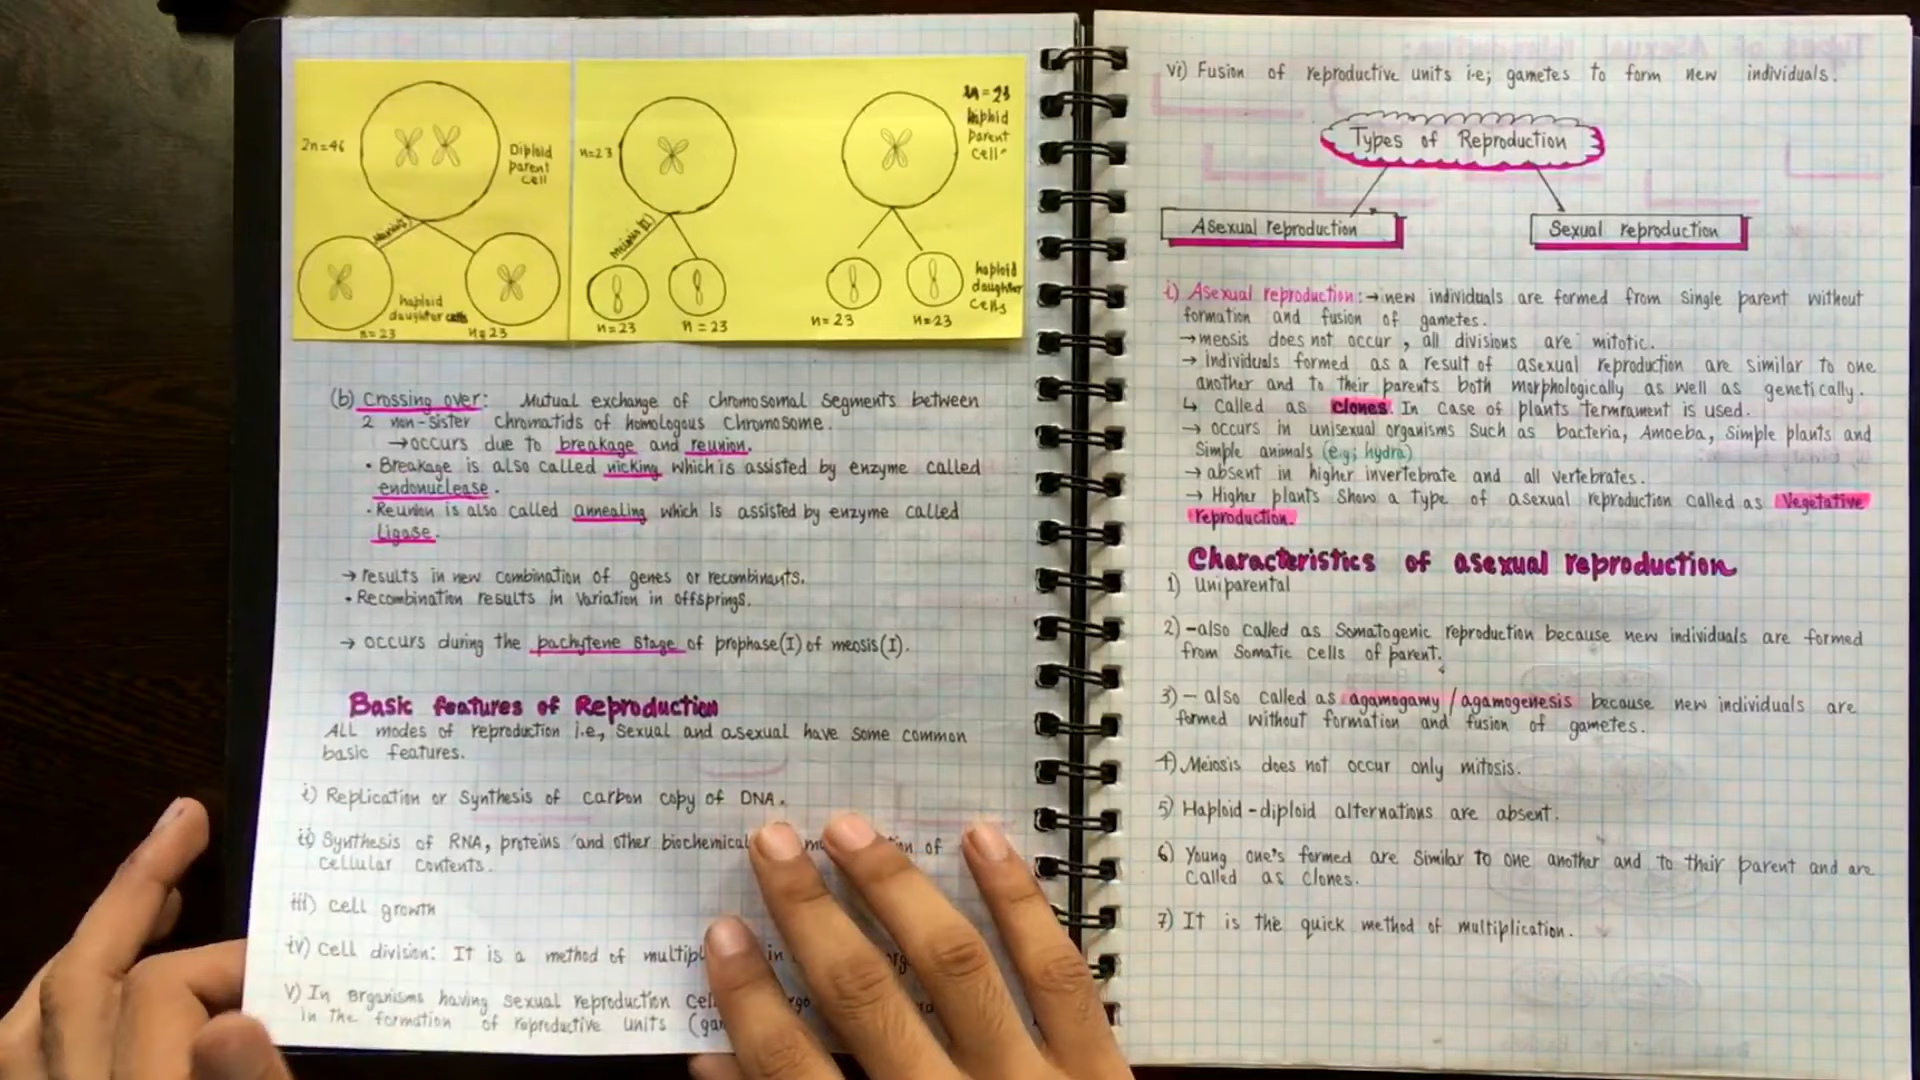 2n=46
Diploid
parent
cell
haploid
daughter cells
n=23
n=23
n=23
Meiosis(II)
n=23
n=23
n=23
haploid
parent
cell
haploid
daughter
cells
n=23
n=23
(b) Crossing over: Mutual exchange of chromosomal segments between
2 non-sister chromatids of homologous chromosome.
→occurs due to breakage and reunion.
• Breakage is also called nicking which is assisted by enzyme called
endonuclease.
• Reunion is also called annealing which is assisted by enzyme called
Ligase.
→ results in new combination of genes or recombinants.
• Recombination results in variation in offsprings.
→ occurs during the pachytene stage of prophase(I) of meosis(I).
Basic features of Reproduction
ALL modes of reproduction i.e., sexual and asexual have some common
basic features.
i) Replication or synthesis of carbon copy of DNA.
ii) Synthesis of RNA, proteins and other biochemical of
cellular contents.
iii) cell growth
iv) Cell division: It is a method of in
v) In organisms having sexual reproduction
in the formation of reproductive units
vi) Fusion of reproductive units i.e; gametes to form new individuals.
Types of Reproduction
Asexual reproduction
Sexual reproduction
i) Asexual reproduction:→new individuals are formed from single parent without
formation and fusion of gametes.
→meosis does not occur, all divisions are mitotic.
→ individuals formed as a result of asexual reproduction are similar to one
another and to their parents both morphologically as well as genetically.
↳ called as clones. In case of plants termrament is used.
→ occurs in unisexual organisms such as bacteria, Amoeba, simple plants and
simple animals (e.g; hydra)
→ absent in higher invertebrate and all vertebrates.
→ Higher plants show a type of asexual reproduction called as Vegetative
reproduction.
Characteristics of asexual reproduction
1) Uniparental
2) -also called as Somatogenic reproduction because new individuals are formed
from somatic cells of parent.
3) - also called as agamogamy / agamogenesis because new individuals are
formed without formation and fusion of gametes.
4) Meiosis does not occur only mitosis.
5) Haploid-diploid alternations are absent.
6) Young one's formed are similar to one another and to their parent and are
called as clones.
7) It is the quick method of multiplication.